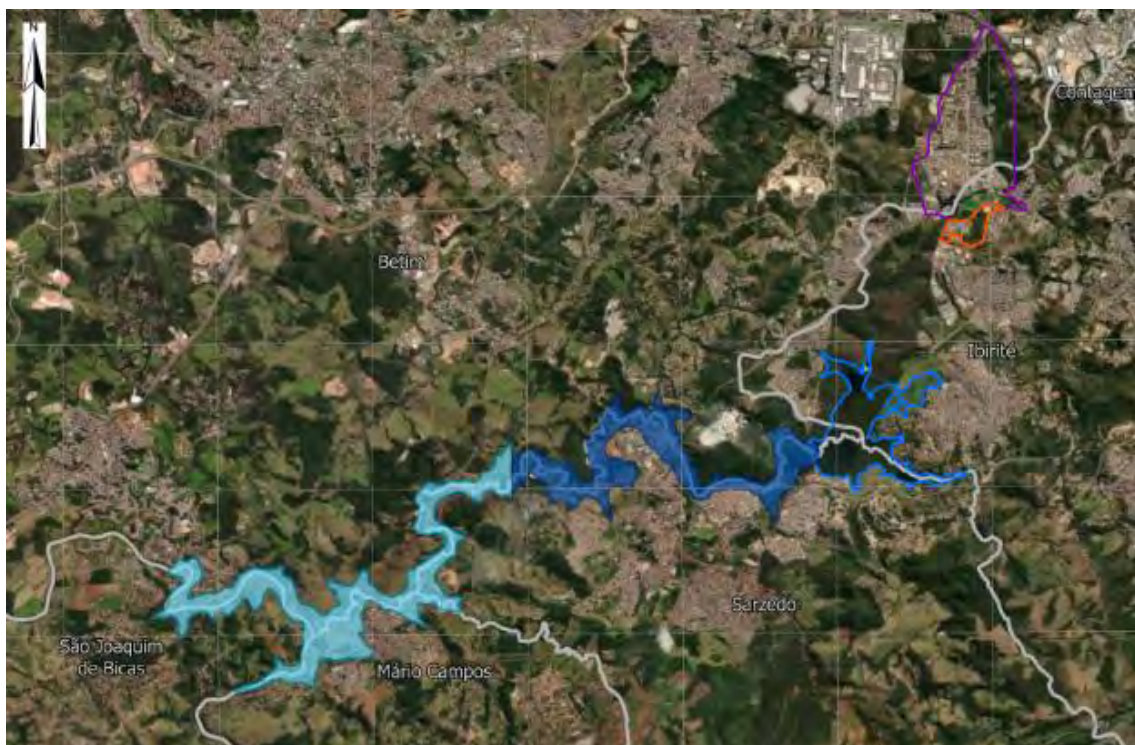 N
Contagem
Betim
Ibirité
Sarzedo
São Joaquim
de Bicas
Mário Campos